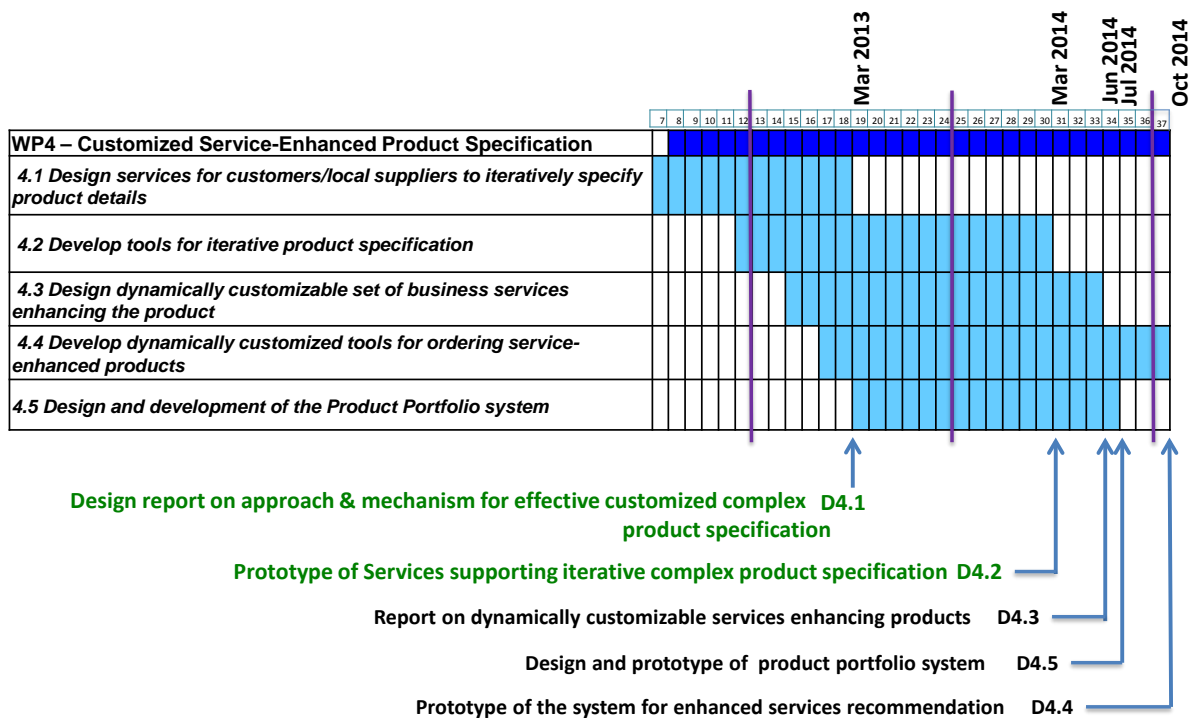 Mar 2013
Mar 2014
Jun 2014
Jul 2014
Oct 2014
7 8 9 10 11 12 13 14 15 16 17 18 19 20 21 22 23 24 25 26 27 28 29 30 31 32 33 34 35 36 37
WP4 – Customized Service-Enhanced Product Specification
4.1 Design services for customers/local suppliers to iteratively specify
product details
4.2 Develop tools for iterative product specification
4.3 Design dynamically customizable set of business services
enhancing the product
4.4 Develop dynamically customized tools for ordering service-
enhanced products
4.5 Design and development of the Product Portfolio system
Design report on approach & mechanism for effective customized complex D4.1
product specification
Prototype of Services supporting iterative complex product specification D4.2
Report on dynamically customizable services enhancing products D4.3
Design and prototype of product portfolio system D4.5
Prototype of the system for enhanced services recommendation D4.4